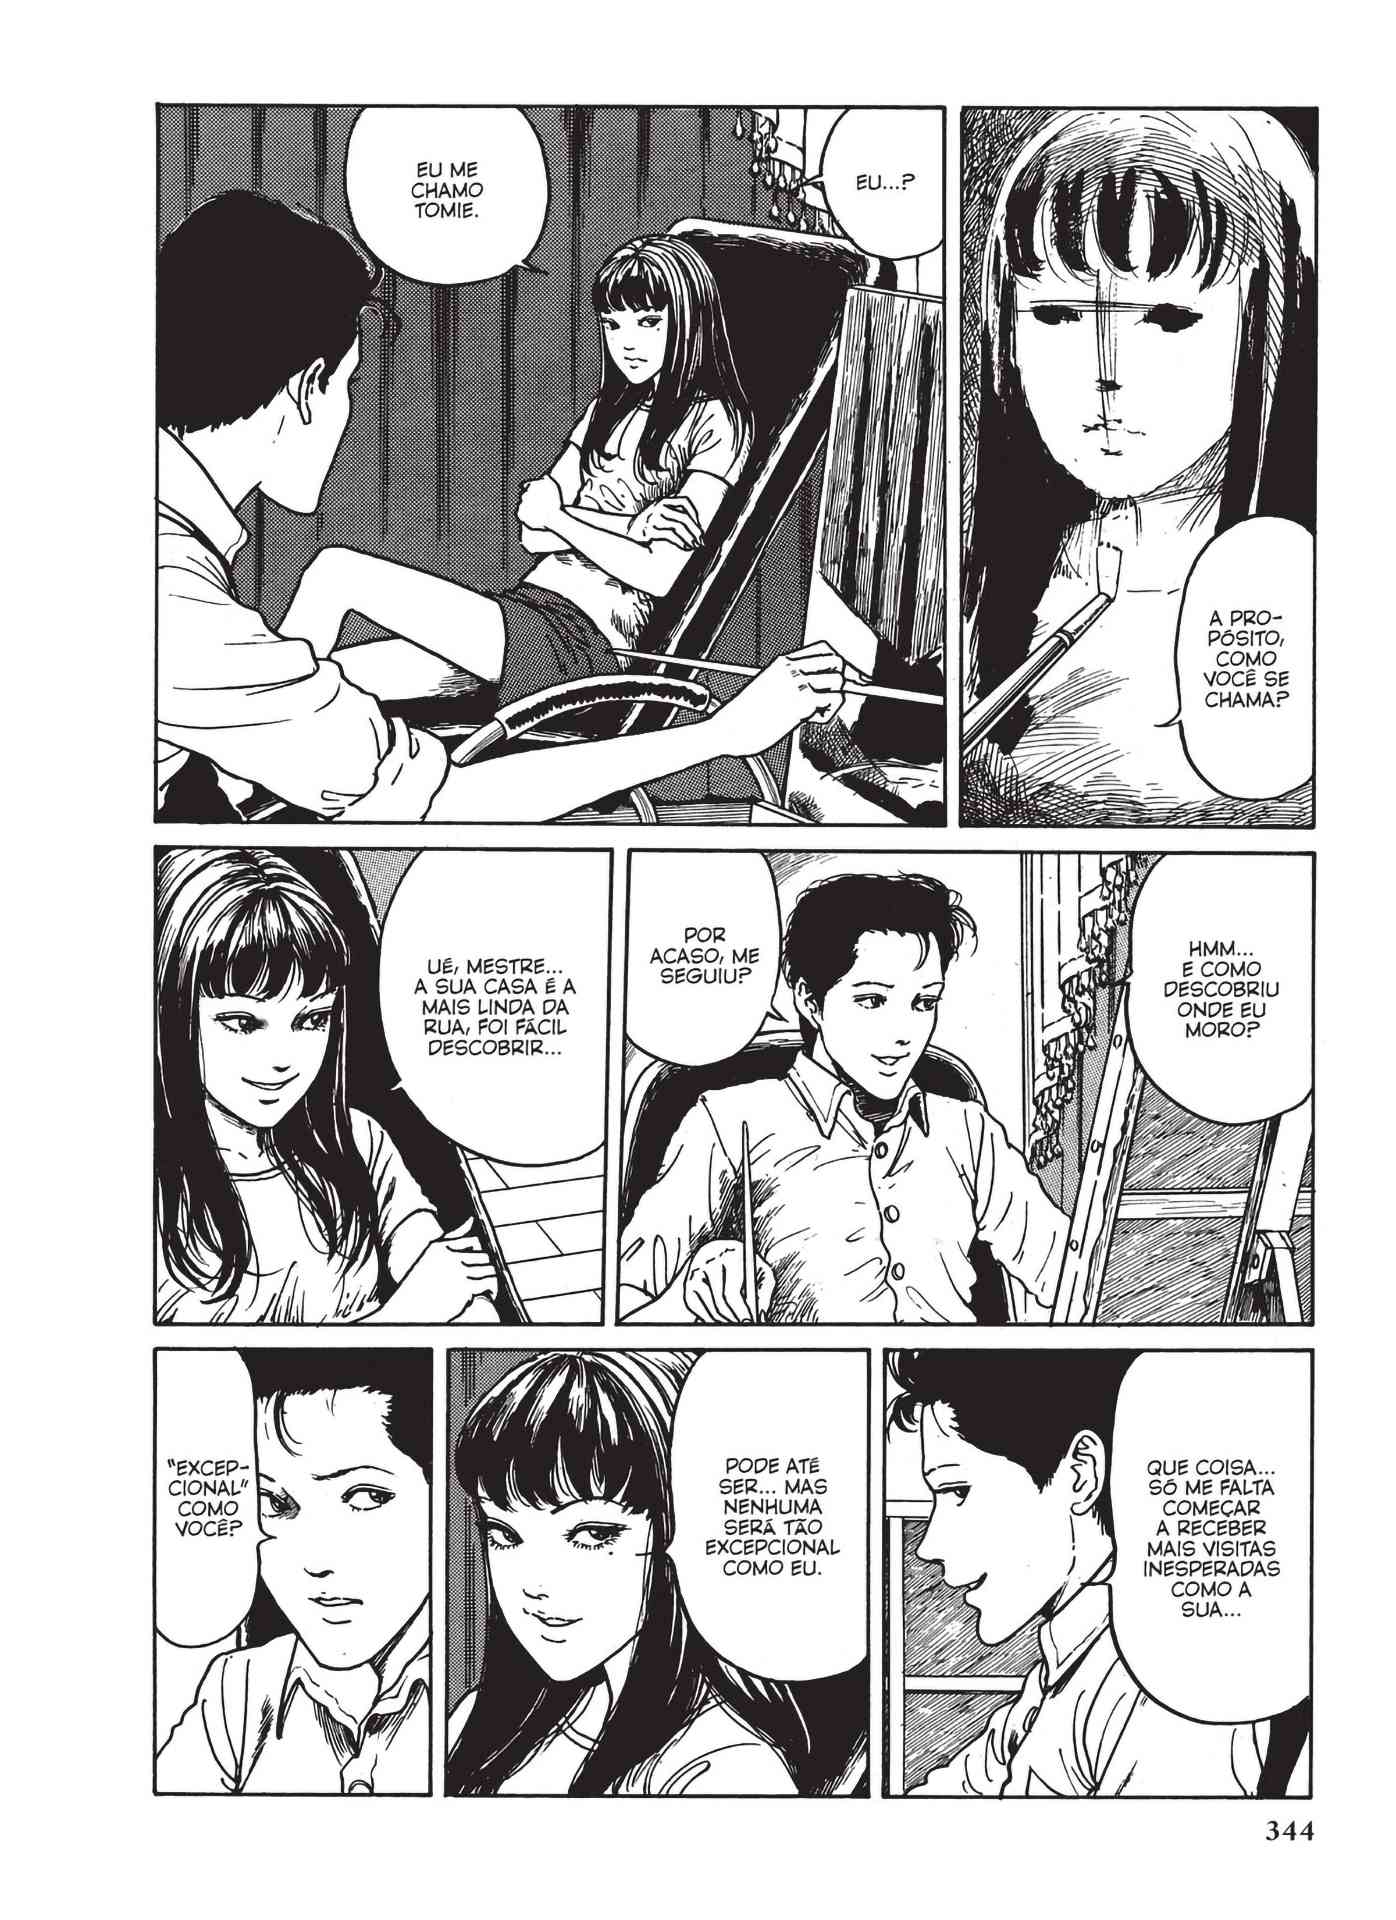 A PRO-
PÓSITO,
COMO
VOCÊ SE
CHAMA?
EU...?
EU ME
CHAMO
TOMIE.
HMM...
E COMO
DESCOBRIU
ONDE EU
MORO?
POR
ACASO, ME
SEGUIU?
UÉ, MESTRE...
A SUA CASA É A
MAIS LINDA DA
RUA, FOI FÁCIL
DESCOBRIR...
QUE COISA...
SÓ ME FALTA
COMEÇAR
A RECEBER
MAIS VISITAS
INESPERADAS
COMO A
SUA...
PODE ATÉ
SER... MAS
NENHUMA
SERÁ TÃO
EXCEPCIONAL
COMO EU.
"EXCEP-
CIONAL"
COMO
VOCÊ?
344